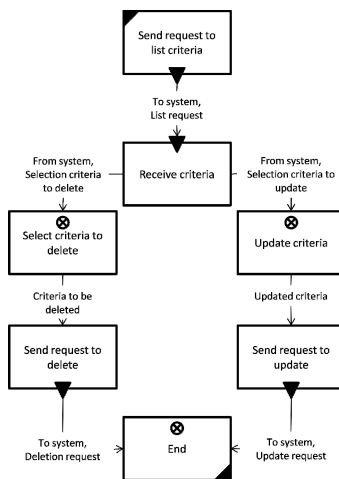 Send request to
list criteria
To system,
List request
From system,
Selection criteria
to delete
Receive criteria
From system,
Selection criteria to
update
Select criteria to
delete
Update criteria
Criteria to be
deleted
Updated criteria
Send request to
delete
Send request to
update
To system,
Deletion request
End
To system,
Update request